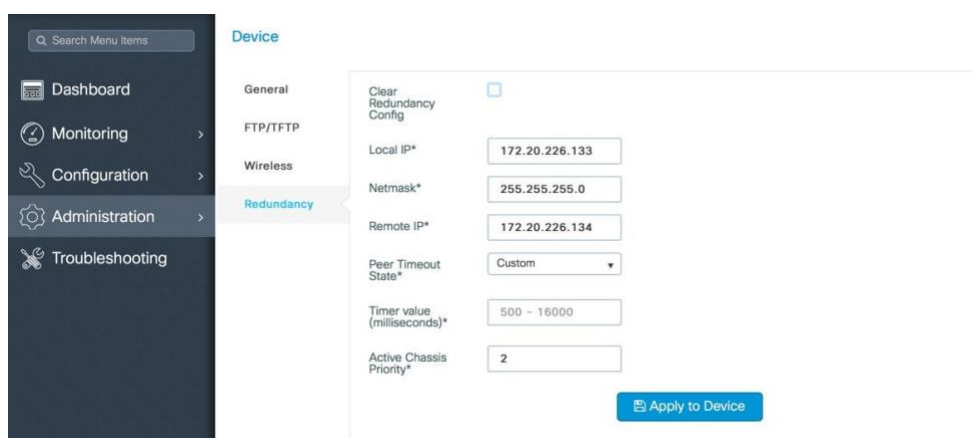 Search Menu Items
Dashboard
Monitoring
Configuration
Administration
Troubleshooting
Device
General
FTP/TFTP
Wireless
Redundancy
Clear
Redundancy
Config
Local IP*
172.20.226.133
Netmask*
255.255.255.0
Remote IP*
172.20.226.134
Peer Timeout
State*
Custom
Timer value
(milliseconds)*
500 - 16000
Active Chassis
Priority*
2
Apply to Device